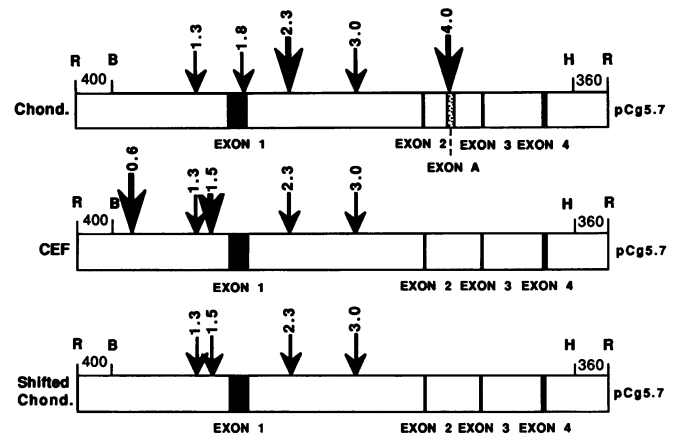 1.3 1.8 2.3 3.0 4.0
R B H R
400 360
Chond. pCg5.7
EXON 1 EXON 2 EXON 3 EXON 4
EXON A
0.6 1.3 1.5 2.3 3.0
R B H R
400 360
CEF pCg5.7
EXON 1 EXON 2 EXON 3 EXON 4
1.3 1.5 2.3 3.0
R B H R
400 360
Shifted
Chond. pCg5.7
EXON 1 EXON 2 EXON 3 EXON 4